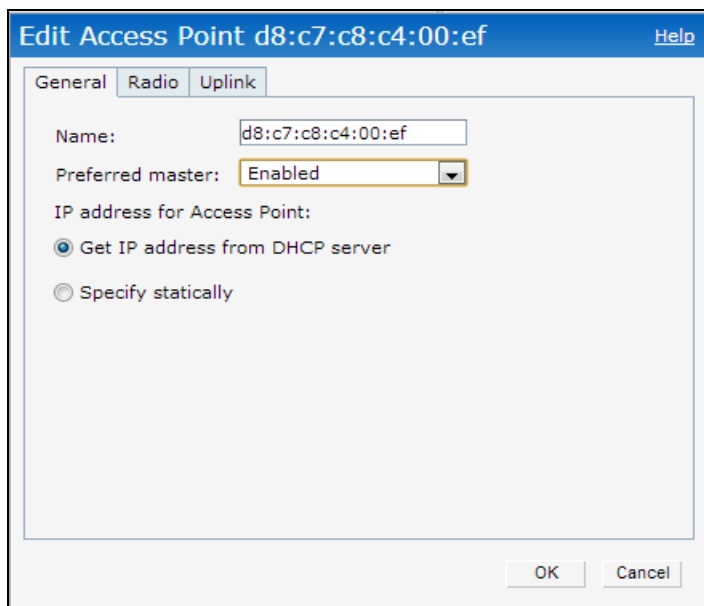 Edit Access Point d8:c7:c8:c4:00:ef Help
General Radio Uplink
Name: d8:c7:c8:c4:00:ef
Preferred master: Enabled
IP address for Access Point:
Get IP address from DHCP server
Specify statically
OK Cancel